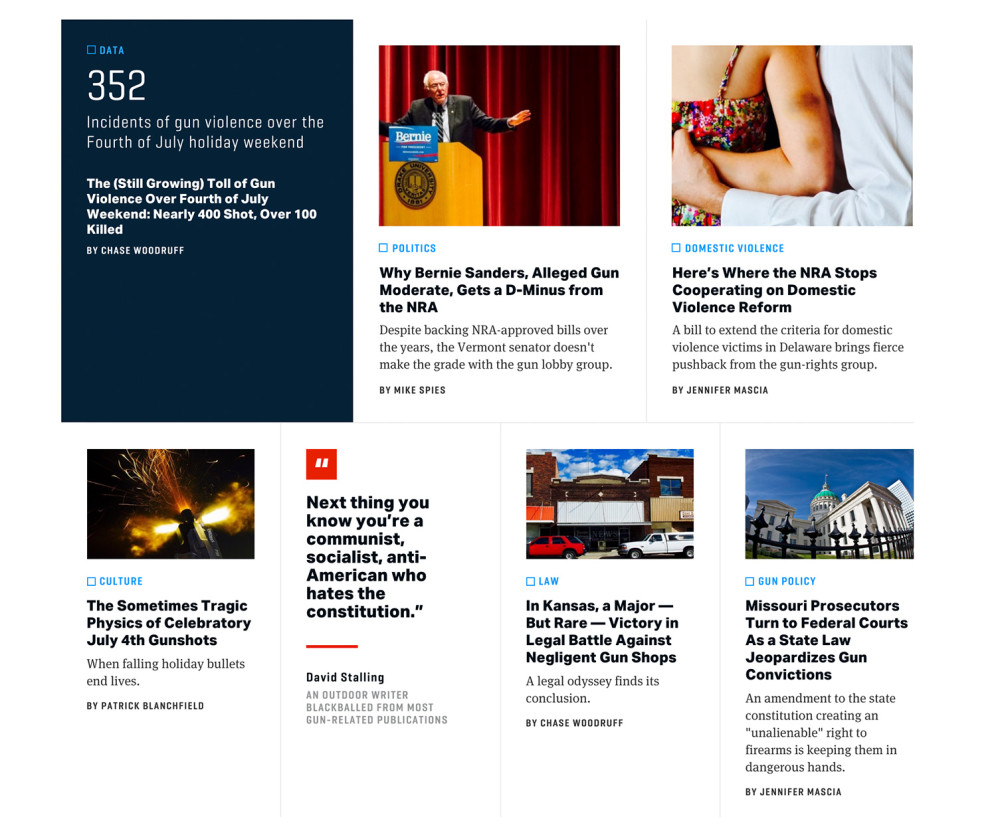 DATA
352
Incidents of gun violence over the
Fourth of July holiday weekend
The (Still Growing) Toll of Gun
Violence Over Fourth of July
Weekend: Nearly 400 Shot, Over 100
Killed
BY CHASE WOODRUFF
Bernie
POLITICS
Why Bernie Sanders, Alleged Gun
Moderate, Gets a D-Minus from
the NRA
Despite backing NRA-approved bills over
the years, the Vermont senator doesn't
make the grade with the gun lobby group.
BY MIKE SPIES
DOMESTIC VIOLENCE
Here’s Where the NRA Stops
Cooperating on Domestic
Violence Reform
A bill to extend the criteria for domestic
violence victims in Delaware brings fierce
pushback from the gun-rights group.
BY JENNIFER MASCIA
CULTURE
The Sometimes Tragic
Physics of Celebratory
July 4th Gunshots
When falling holiday bullets
end lives.
BY PATRICK BLANCHFIELD
"
Next thing you
know you’re a
communist,
socialist, anti-
American who
hates the
constitution.”
David Stalling
AN OUTDOOR WRITER
BLACKBALLED FROM MOST
GUN-RELATED PUBLICATIONS
LAW
In Kansas, a Major —
But Rare — Victory in
Legal Battle Against
Negligent Gun Shops
A legal odyssey finds its
conclusion.
BY CHASE WOODRUFF
GUN POLICY
Missouri Prosecutors
Turn to Federal Courts
As a State Law
Jeopardizes Gun
Convictions
An amendment to the state
constitution creating an
"unalienable" right to
firearms is keeping them in
dangerous hands.
BY JENNIFER MASCIA